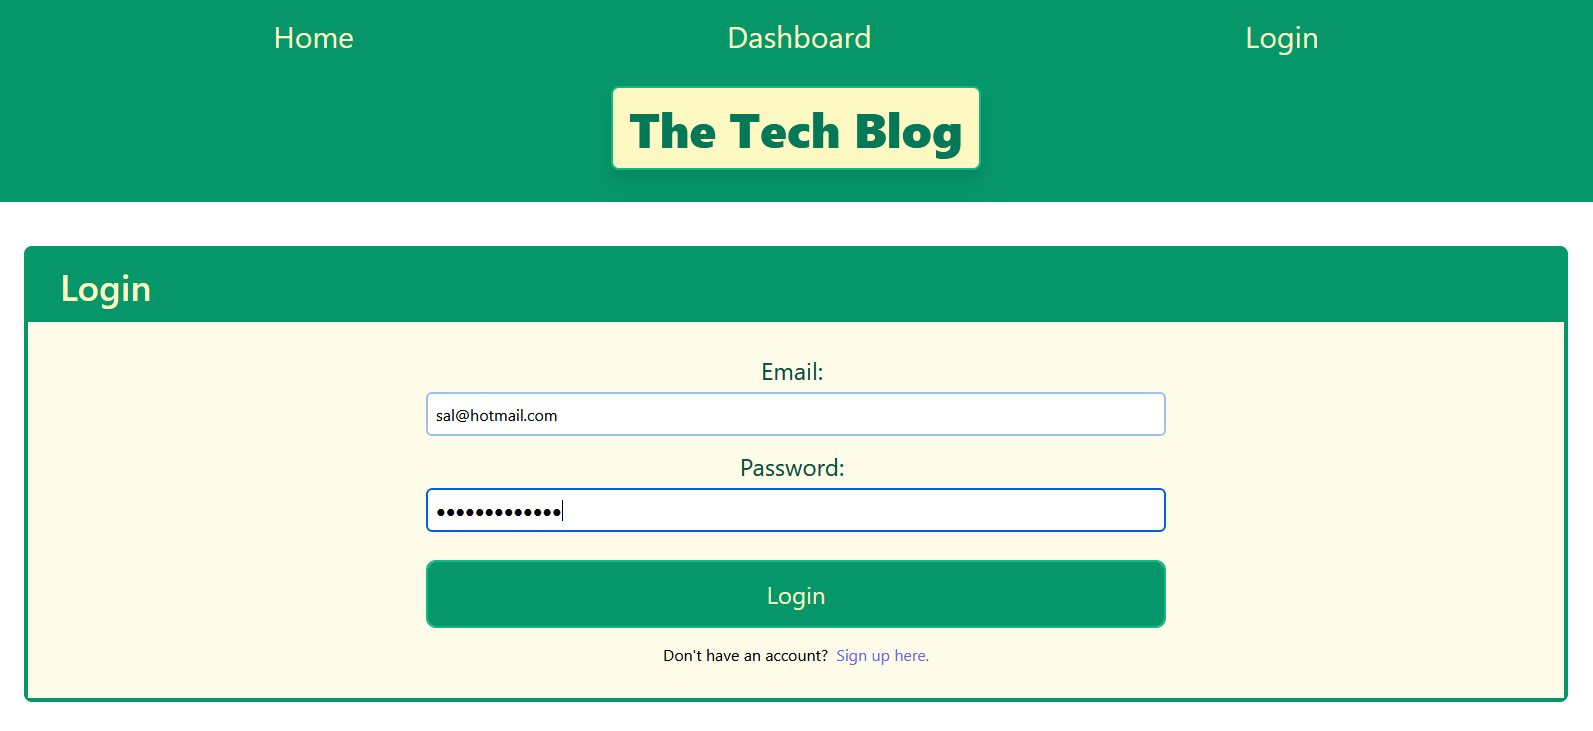 Home Dashboard Login
The Tech Blog
Login
Email:
sal@hotmail.com
Password:
•••••••••••••
Login
Don't have an account? Sign up here.